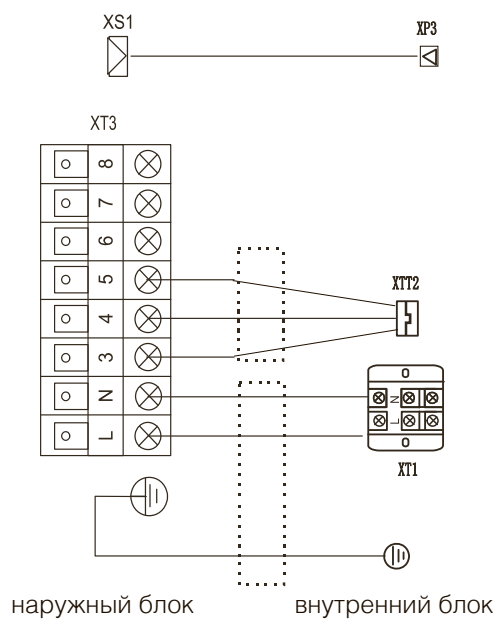 XS1
XP3
XT3
8
7
6
5
XTT2
4
3
N
N
L
L
XT1
наружный блок
внутренний блок